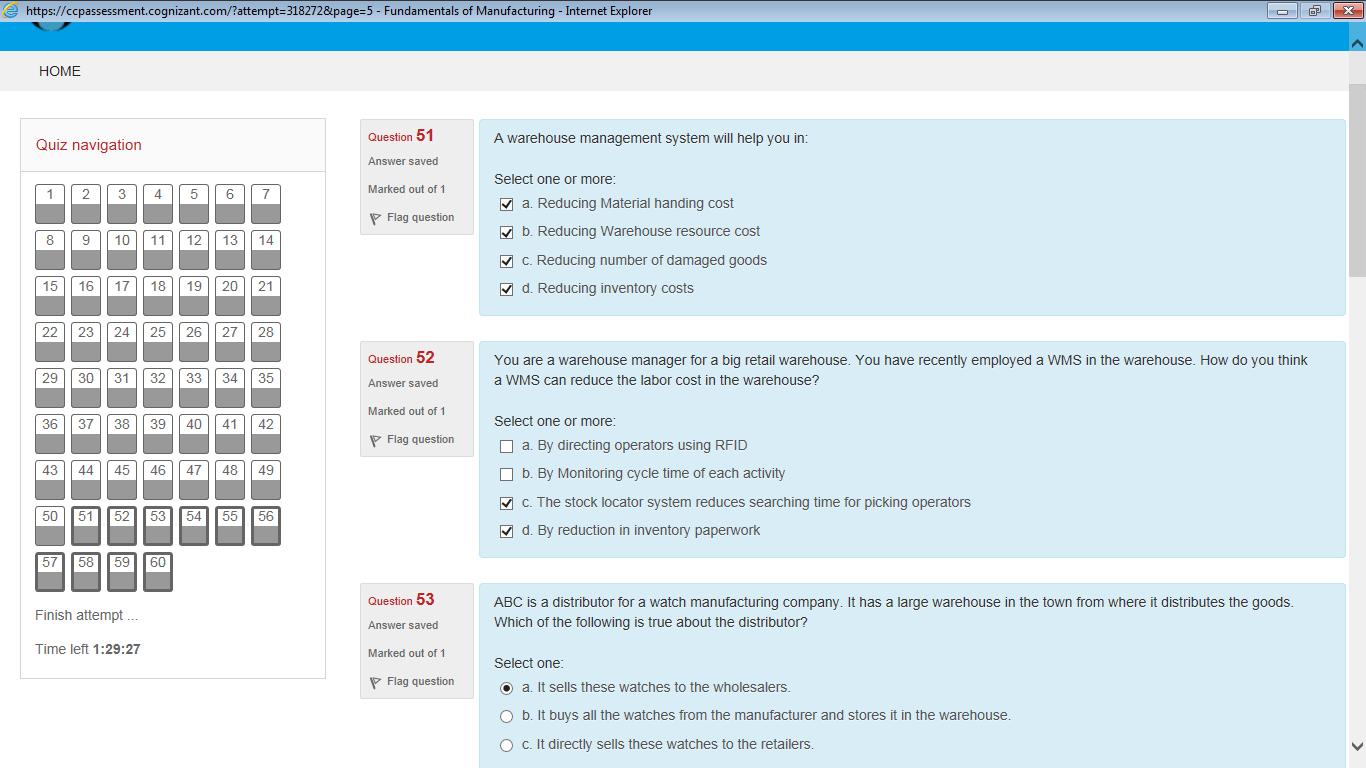 https://ccpassessment.cognizant.com/?attempt=318272&page=5 - Fundamentals of Manufacturing - Internet Explorer
HOME
Quiz navigation
1 2 3 4 5 6 7
8 9 10 11 12 13 14
15 16 17 18 19 20 21
22 23 24 25 26 27 28
29 30 31 32 33 34 35
36 37 38 39 40 41 42
43 44 45 46 47 48 49
50 51 52 53 54 55 56
57 58 59 60
Finish attempt ...
Time left 1:29:27
Question 51
Answer saved
Marked out of 1
Flag question
A warehouse management system will help you in:
Select one or more:
a. Reducing Material handing cost
b. Reducing Warehouse resource cost
c. Reducing number of damaged goods
d. Reducing inventory costs
Question 52
Answer saved
Marked out of 1
Flag question
You are a warehouse manager for a big retail warehouse. You have recently employed a WMS in the warehouse. How do you think
a WMS can reduce the labor cost in the warehouse?
Select one or more:
a. By directing operators using RFID
b. By Monitoring cycle time of each activity
c. The stock locator system reduces searching time for picking operators
d. By reduction in inventory paperwork
Question 53
Answer saved
Marked out of 1
Flag question
ABC is a distributor for a watch manufacturing company. It has a large warehouse in the town from where it distributes the goods.
Which of the following is true about the distributor?
Select one:
a. It sells these watches to the wholesalers.
b. It buys all the watches from the manufacturer and stores it in the warehouse.
c. It directly sells these watches to the retailers.